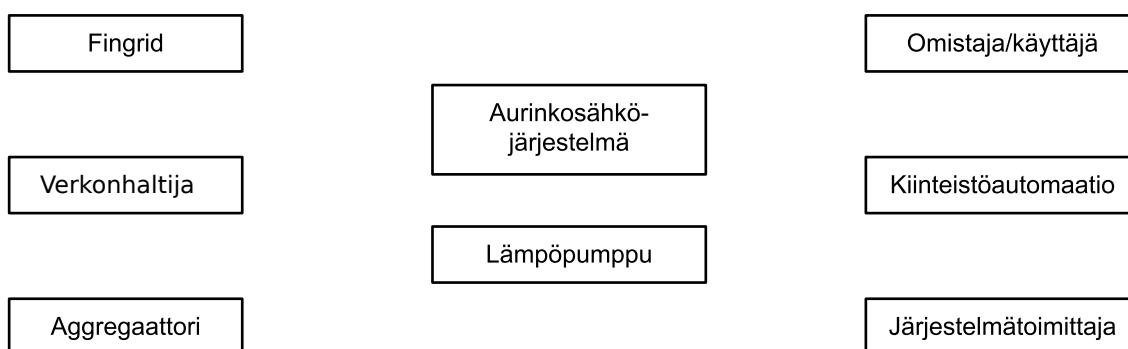 Fingrid
Omistaja/käyttäjä
Aurinkosähkö-
järjestelmä
Verkonhaltija
Kiinteistöautomaatio
Lämpöpumppu
Aggregaattori
Järjestelmätoimittaja